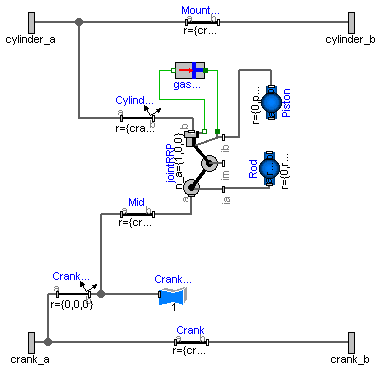 Mount...
a b
cylinder_a
cylinder_b
r={cr...
gas...
Cylind...
a b
r={cra...
r={0,p...
Piston
b
ib
jointRRP
n_a={1,0,0}
im
Rod
r={0,r...
a
ia
Mid
a b
r={cr...
Crank...
a b
r={0,0,0}
Crank...
1
Crank
a b
crank_a
r={cr...
crank_b